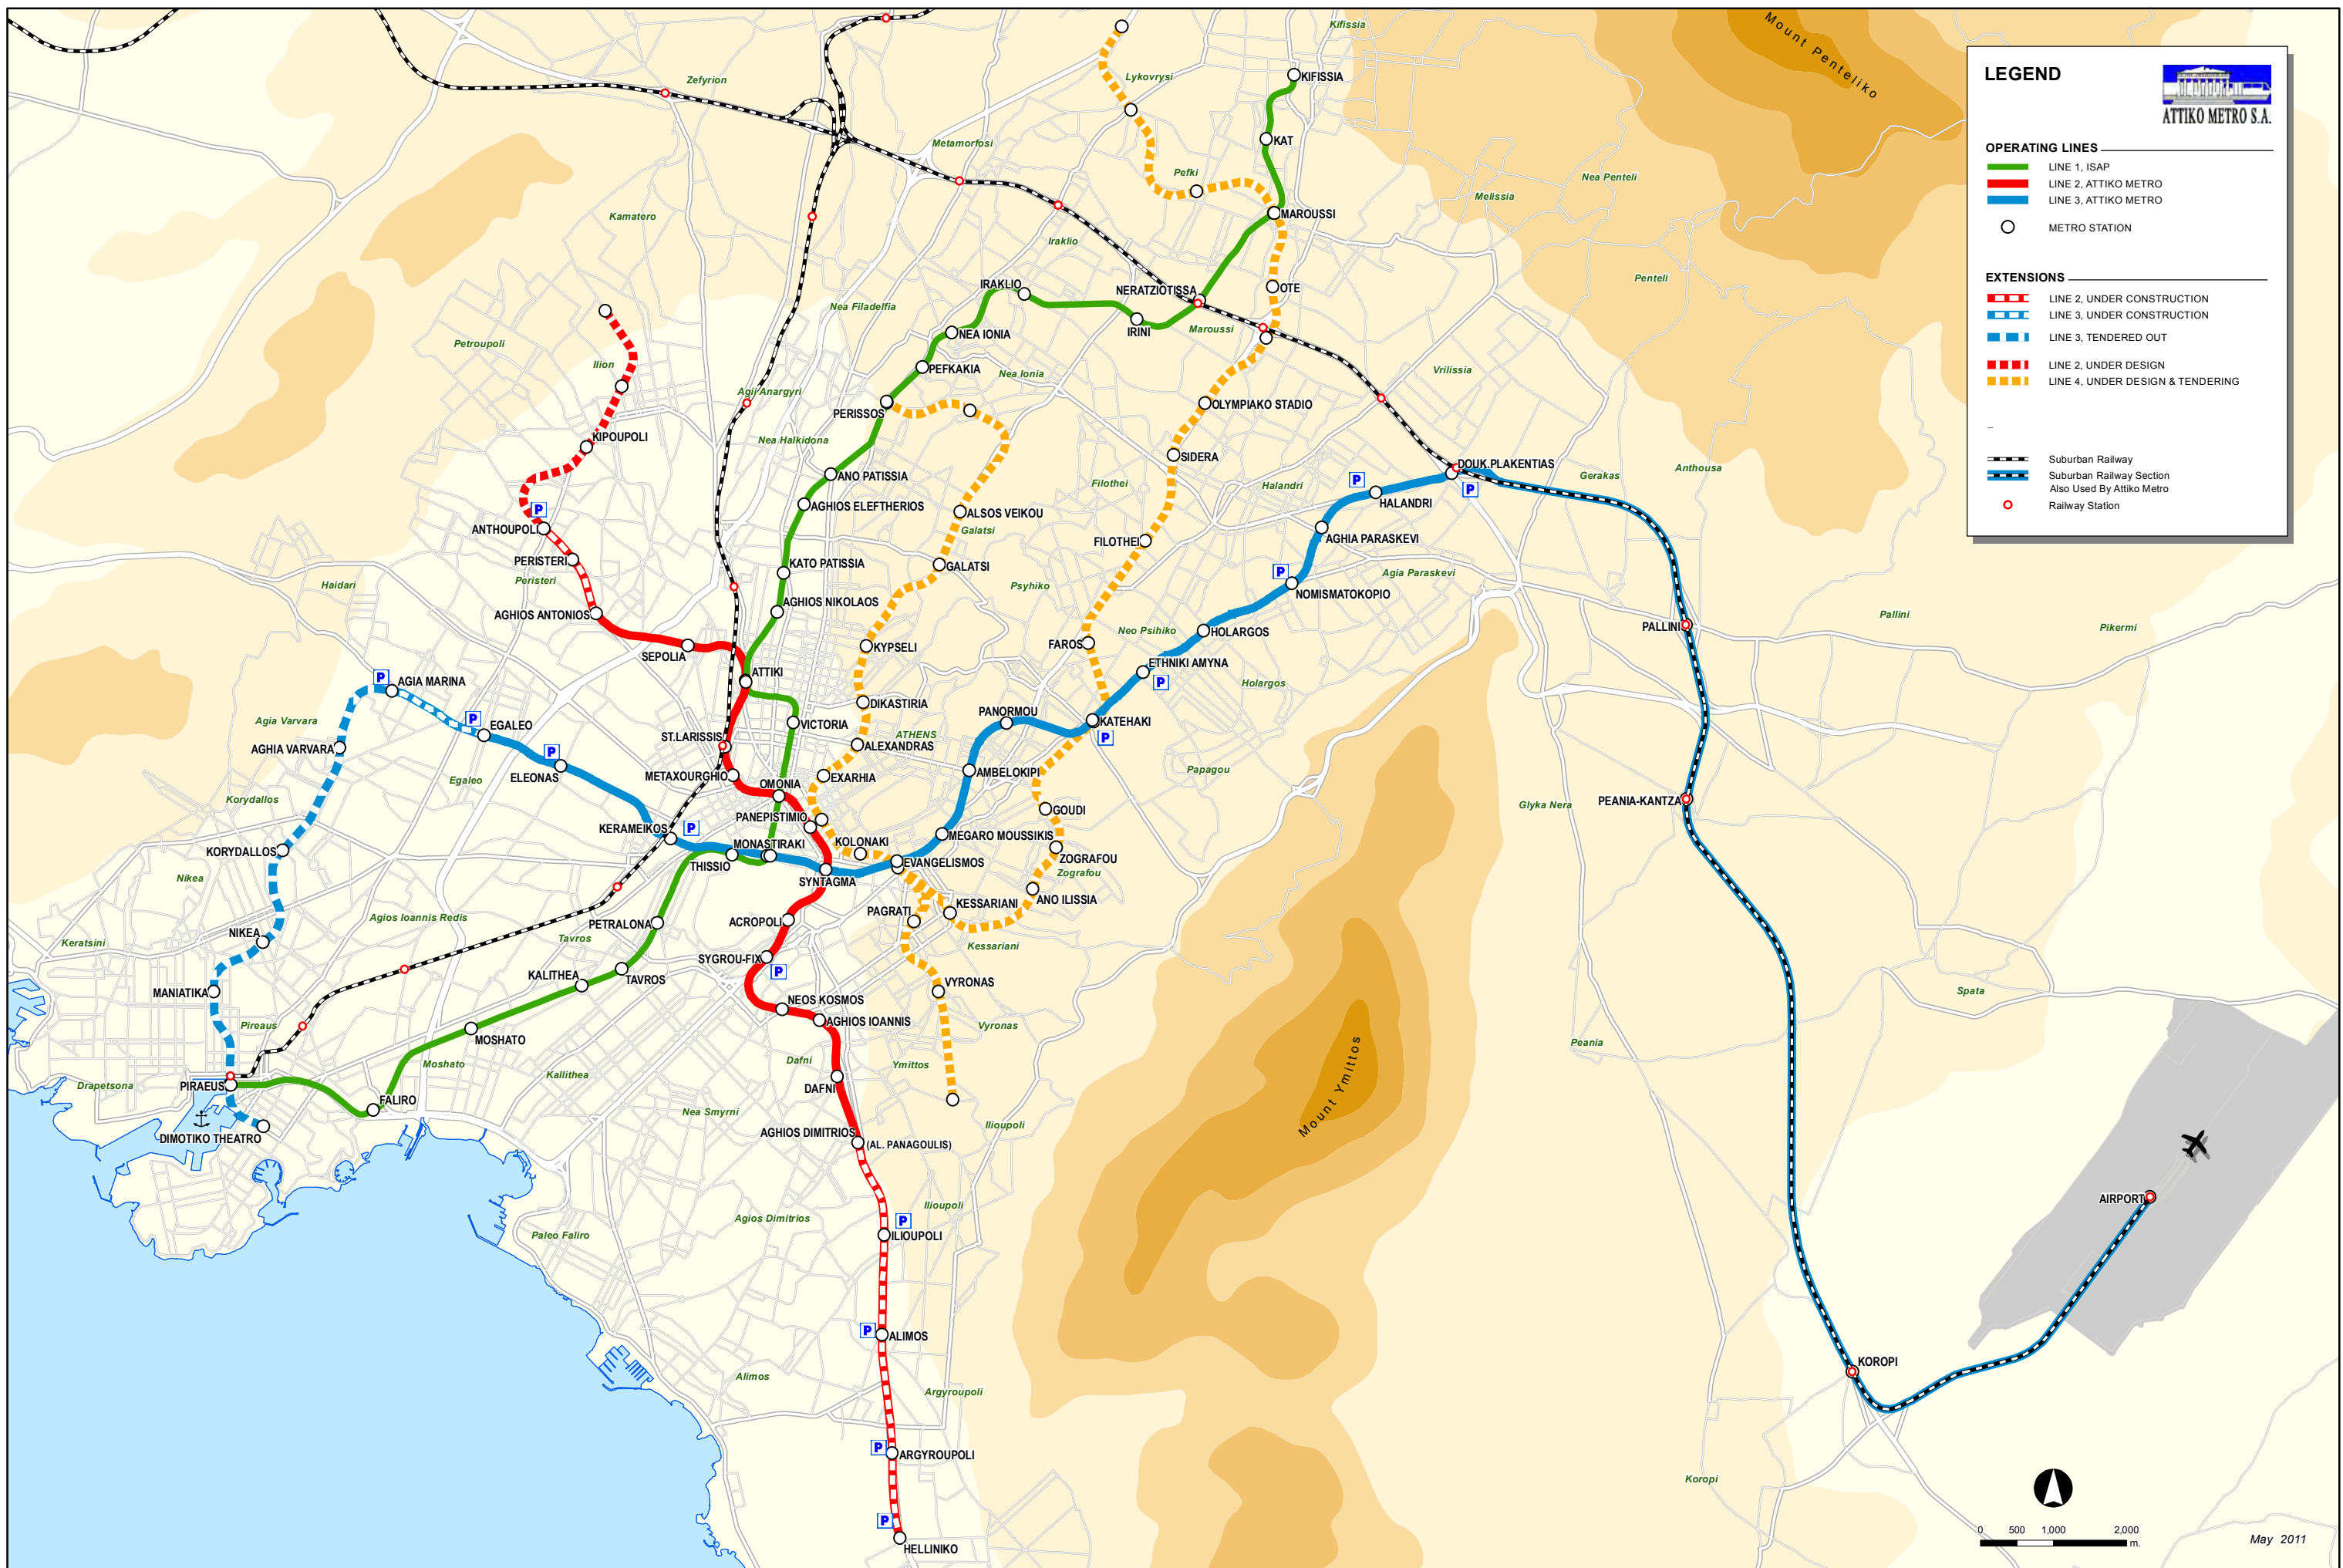 LEGEND
ATTIKO METRO S.A.
OPERATING LINES
LINE 1, ISAP
LINE 2, ATTIKO METRO
LINE 3, ATTIKO METRO
METRO STATION
EXTENSIONS
LINE 2, UNDER CONSTRUCTION
LINE 3, UNDER CONSTRUCTION
LINE 3, TENDERED OUT
LINE 2, UNDER DESIGN
LINE 4, UNDER DESIGN & TENDERING
Suburban Railway
Suburban Railway Section
Also Used By Attiko Metro
Railway Station
Mount Penteliko
Kifissia
KIFISSIA
Lykovrysi
Zefyrion
KAT
Metamorfosi
Pefki
Nea Penteli
Melissia
Kamatero
MAROUSSI
Iraklio
Penteli
IRAKLIO
NERATZIOTISSA
OTE
Nea Filadelfia
IRINI
Maroussi
NEA IONIA
Petroupoli
Ilion
PEFKAKIA
Nea Ionia
Vrilissia
Agii Anargyri
PERISSOS
OLYMPIAKO STADIO
KIPOUPOLI
Nea Halkidona
SIDERA
DOUK.PLAKENTIAS
Anthousa
ANO PATISSIA
Filothei
Halandri
P
P
Gerakas
HALANDRI
AGHIOS ELEFTHERIOS
ALSOS VEIKOU
P
ANTHOUPOLI
Galatsi
FILOTHEI
AGHIA PARASKEVI
PERISTERI
KATO PATISSIA
GALATSI
P
Agia Paraskevi
Haidari
Peristeri
Psyhiko
NOMISMATOKOPIO
AGHIOS ANTONIOS
AGHIOS NIKOLAOS
Pallini
PALLINI
Pikermi
Neo Psihiko
HOLARGOS
SEPOLIA
KYPSELI
FAROS
ATTIKI
ETHNIKI AMYNA
P
P
AGIA MARINA
Holargos
DIKASTIRIA
PANORMOU
KATEHAKI
P
Agia Varvara
P
EGALEO
VICTORIA
ATHENS
AGHIA VARVARA
P
ST.LARISSIS
ALEXANDRAS
ELEONAS
Egaleo
METAXOURGHIO
EXARHIA
AMBELOKIPI
Papagou
OMONIA
Korydallos
PEANIA-KANTZA
Glyka Nera
GOUDI
PANEPISTIMIO
KERAMEIKOS
P
MEGARO MOUSSIKIS
KOLONAKI
MONASTIRAKI
KORYDALLOS
THISSIO
EVANGELISMOS
ZOGRAFOU
Zografou
SYNTAGMA
Nikea
ANO ILISSIA
KESSARIANI
PAGRATI
Agios Ioannis Redis
ACROPOLI
PETRALONA
NIKEA
Keratsini
Tavros
Kessariani
SYGROU-FIX
P
KALITHEA
TAVROS
VYRONAS
MANIATIKA
Spata
NEOS KOSMOS
AGHIOS IOANNIS
Pireaus
Vyronas
MOSHATO
Peania
Mount Ymittos
Dafni
Ymittos
Moshato
Kallithea
Drapetsona
PIRAEUS
DAFNI
FALIRO
Nea Smyrni
Ilioupoli
DIMOTIKO THEATRO
AGHIOS DIMITRIOS
(AL. PANAGOULIS)
AIRPORT
Ilioupoli
Agios Dimitrios
P
ILIOUPOLI
Paleo Faliro
P
ALIMOS
KOROPI
Alimos
Argyroupoli
P
ARGYROUPOLI
Koropi
P
HELLINIKO
0 500 1,000 2,000
m.
May 2011